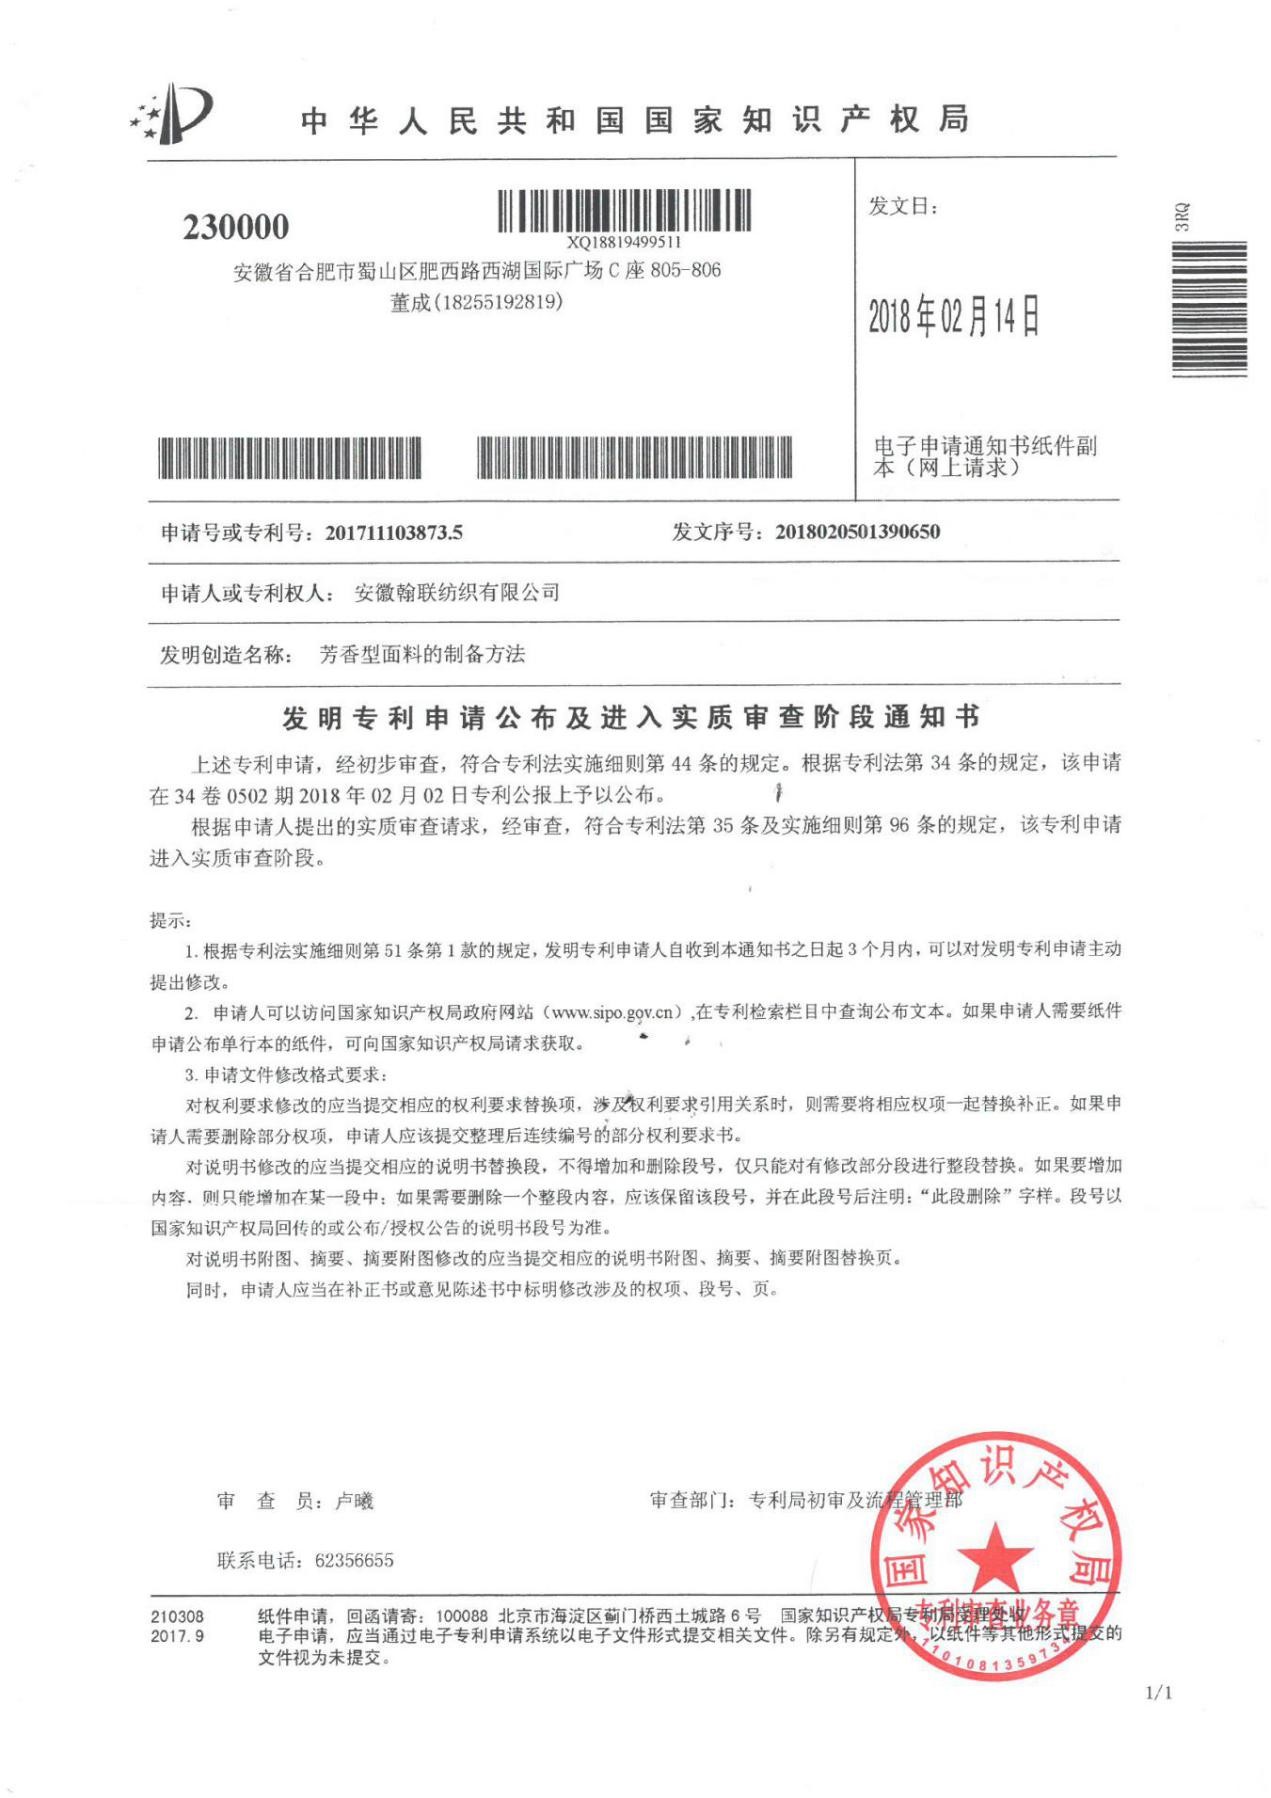 中华人民共和国国家知识产权局
230000
XQ18819499511
安徽省合肥市蜀山区肥西路西湖国际广场 C 座 805-806
董成(18255192819)
发文日：
2018年02月14日
3RQ
电子申请通知书纸件副
本（网上请求）
申请号或专利号：201711103873.5 发文序号：2018020501390650
申请人或专利权人： 安徽翰联纺织有限公司
发明创造名称： 芳香型面料的制备方法
发明专利申请公布及进入实质审查阶段通知书
上述专利申请，经初步审查，符合专利法实施细则第 44 条的规定。根据专利法第 34 条的规定，该申请
在 34 卷 0502 期 2018 年 02 月 02 日专利公报上予以公布。
根据申请人提出的实质审查请求，经审查，符合专利法第 35 条及实施细则第 96 条的规定，该专利申请
进入实质审查阶段。
提示：
1. 根据专利法实施细则第 51 条第 1 款的规定，发明专利申请人自收到本通知书之日起 3 个月内，可以对发明专利申请主动
提出修改。
2. 申请人可以访问国家知识产权局政府网站（www.sipo.gov.cn）,在专利检索栏目中查询公布文本。如果申请人需要纸件
申请公布单行本的纸件，可向国家知识产权局请求获取。
3. 申请文件修改格式要求：
对权利要求修改的应当提交相应的权利要求替换项，涉及权利要求引用关系时，则需要将相应权项一起替换补正。如果申
请人需要删除部分权项，申请人应该提交整理后连续编号的部分权利要求书。
对说明书修改的应当提交相应的说明书替换段，不得增加和删除段号，仅只能对有修改部分段进行整段替换。如果要增加
内容，则只能增加在某一段中；如果需要删除一个整段内容，应该保留该段号，并在此段号后注明：“此段删除”字样。段号以
国家知识产权局回传的或公布/授权公告的说明书段号为准。
对说明书附图、摘要、摘要附图修改的应当提交相应的说明书附图、摘要、摘要附图替换页。
同时，申请人应当在补正书或意见陈述书中标明修改涉及的权项、段号、页。
审 查 员：卢曦 审查部门：专利局初审及流程管理部
联系电话：62356655
国家知识产权局
专利审查业务章
1101081359734
210308 纸件申请，回函请寄：100088 北京市海淀区蓟门桥西土城路 6 号 国家知识产权局专利局受理处收
2017.9 电子申请，应当通过电子专利申请系统以电子文件形式提交相关文件。除另有规定外，以纸件等其他形式提交的
文件视为未提交。
1/1